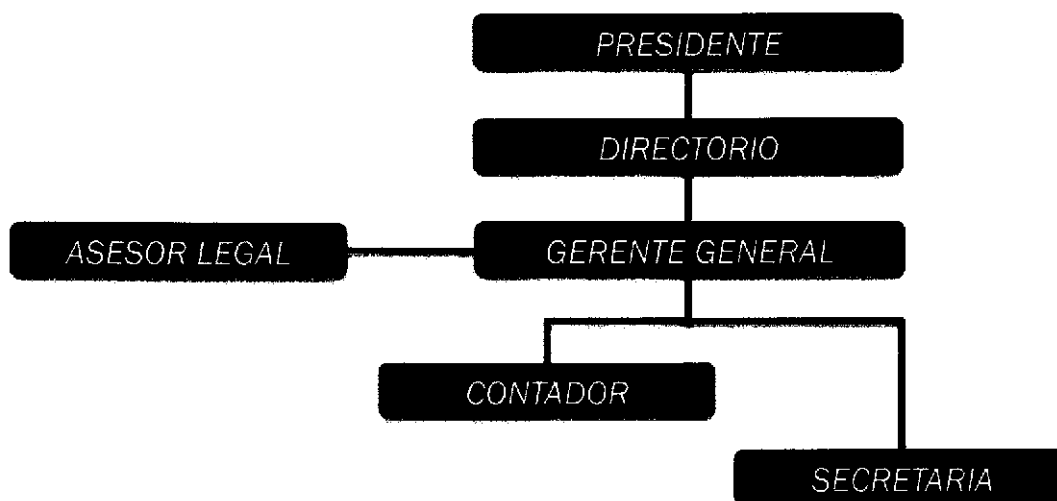 PRESIDENTE
DIRECTORIO
ASESOR LEGAL
GERENTE GENERAL
CONTADOR
SECRETARIA